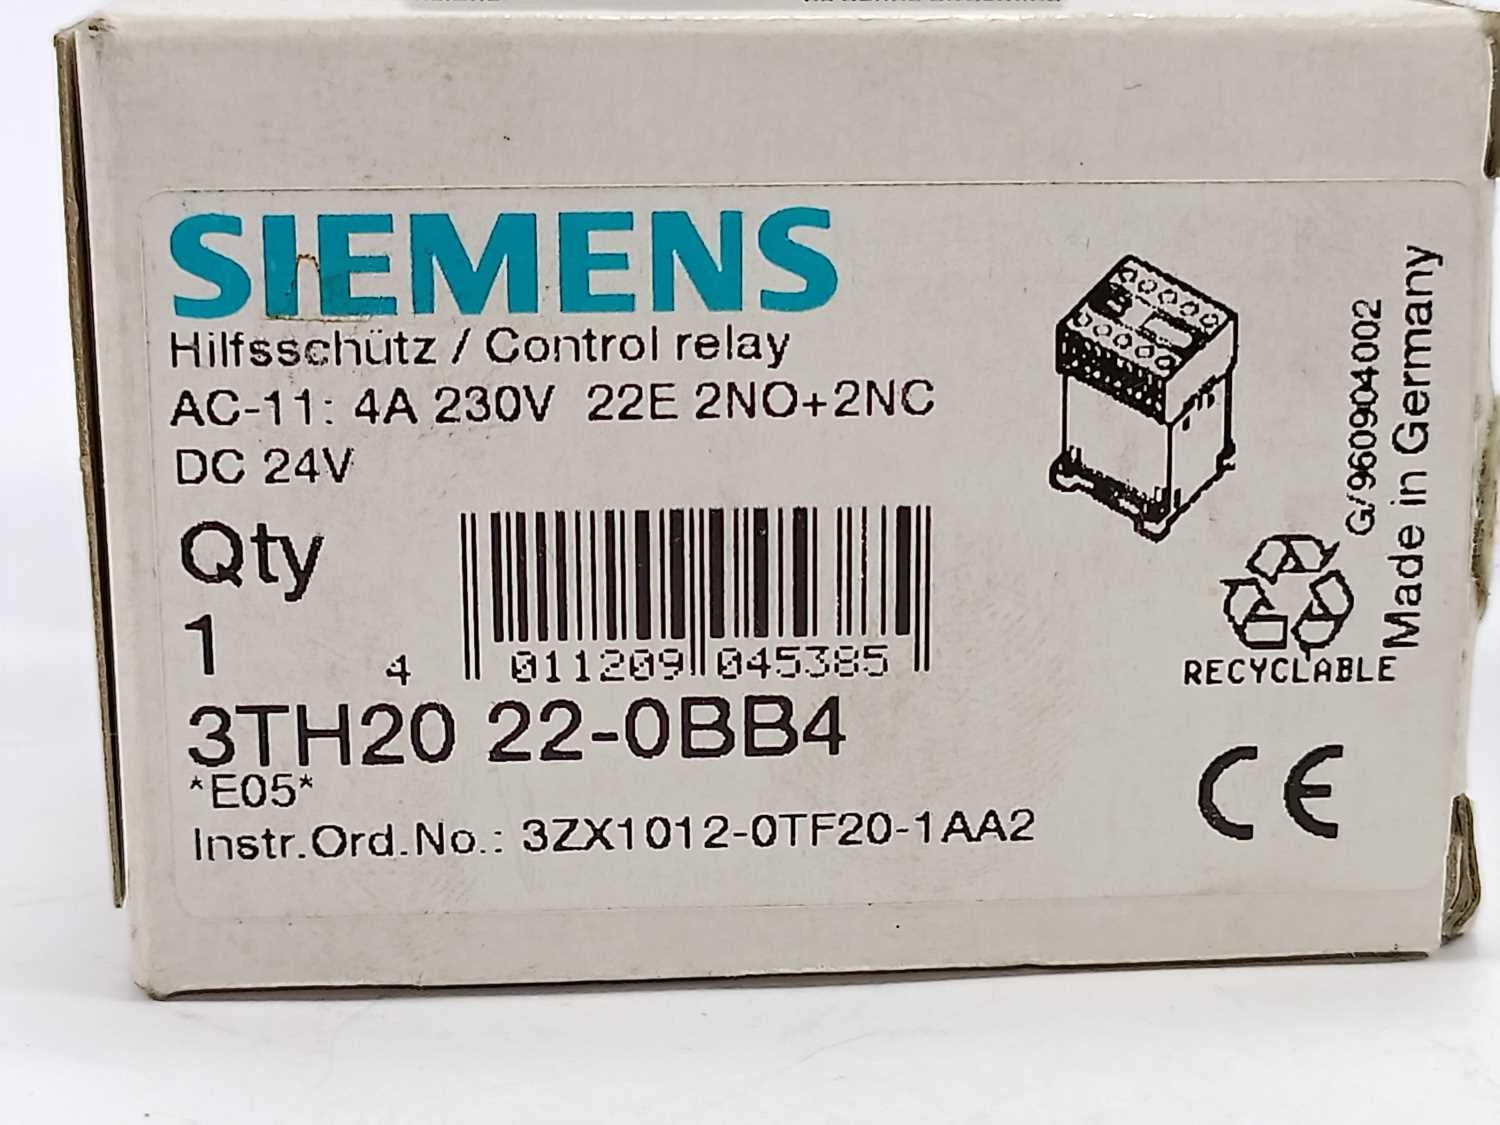 SIEMENS
Hilfsschütz / Control relay
AC-11: 4A 230V 22E 2NO+2NC
DC 24V
Qty
1
4 011209 045385
3TH20 22-0BB4
*E05*
Instr.Ord.No.: 3ZX1012-0TF20-1AA2
G/960904002
Made in Germany
RECYCLABLE
CE